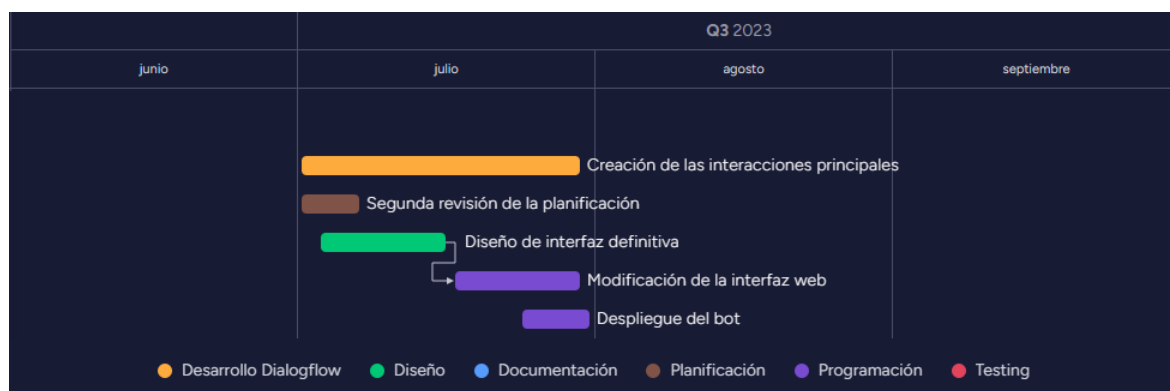 Q3 2023
junio julio agosto septiembre
Creación de las interacciones principales
Segunda revisión de la planificación
Diseño de interfaz definitiva
Modificación de la interfaz web
Despliegue del bot
Desarrollo Dialogflow Diseño Documentación Planificación Programación Testing